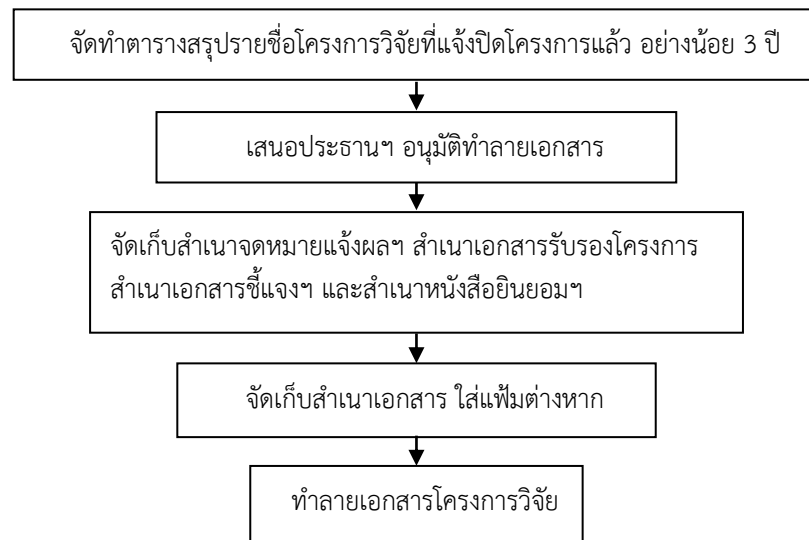 จัดทำตารางสรุปรายชื่อโครงการวิจัยที่แจ้งปิดโครงการแล้ว อย่างน้อย 3 ปี
เสนอประธานฯ อนุมัติทำลายเอกสาร
จัดเก็บสำเนาจดหมายแจ้งผลฯ สำเนาเอกสารรับรองโครงการ
สำเนาเอกสารชี้แจงฯ และสำเนาหนังสือยินยอมฯ
จัดเก็บสำเนาเอกสาร ใส่แฟ้มต่างหาก
ทำลายเอกสารโครงการวิจัย